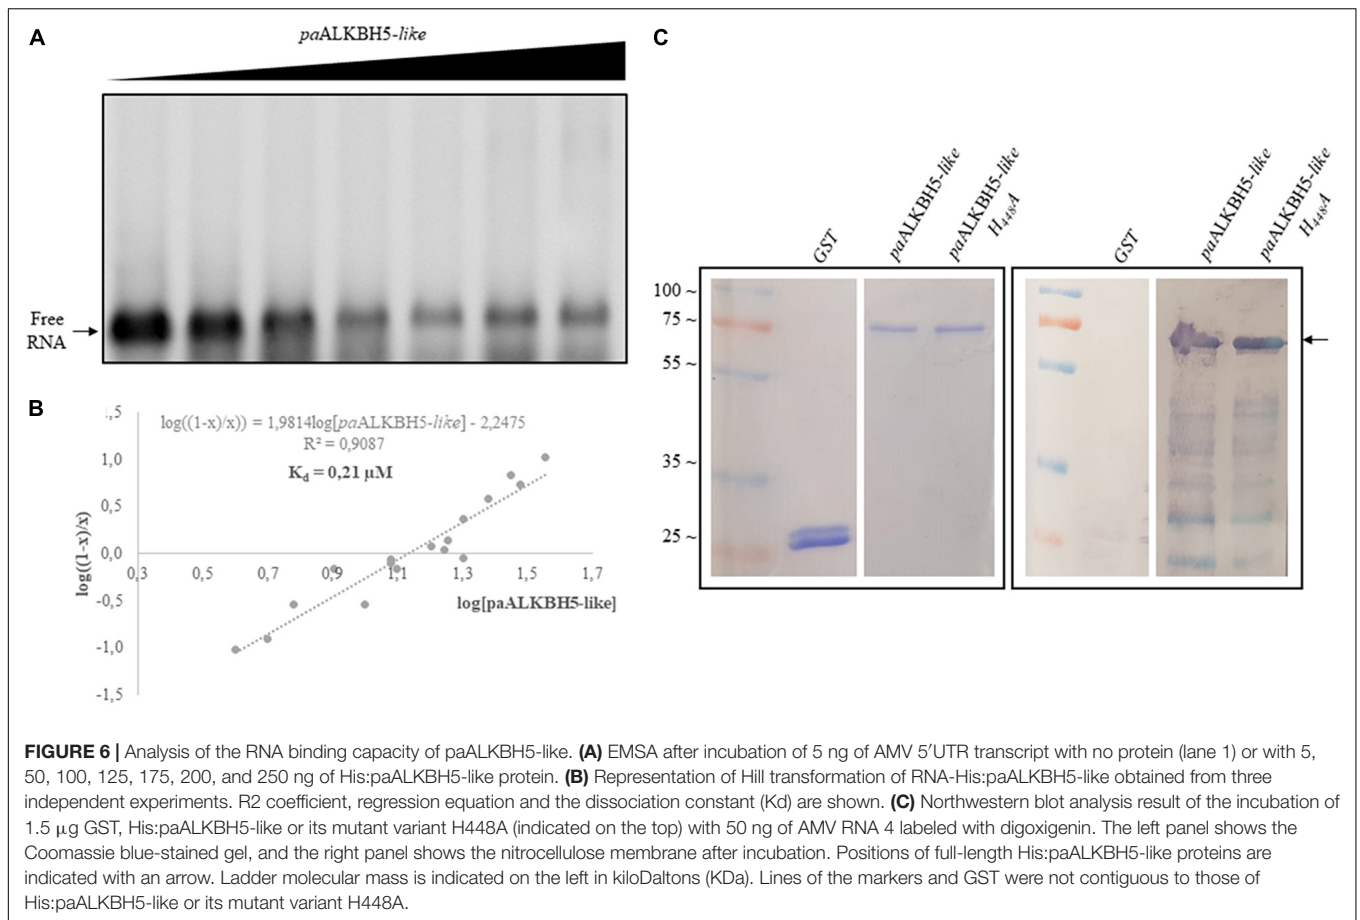 A
paALKBH5-like
Free
RNA
B
,5
log((1-x)/x)) = 1,9814log[paALKBH5-like] - 2,2475
R² = 0,9087
Kd = 0,21 µM
1,0
0,5
0,0
-0,5
-1,0
-1,5
log((1-x)/x)
0,3 0,5 0,7 0,9 1,1 1,3 1,5 1,7
log[paALKBH5-like]
C
GST
paALKBH5-like
paALKBH5-like
H448A
GST
paALKBH5-like
paALKBH5-like
H448A
100 ~
75 ~
55 ~
35 ~
25 ~
FIGURE 6 | Analysis of the RNA binding capacity of paALKBH5-like. (A) EMSA after incubation of 5 ng of AMV 5′UTR transcript with no protein (lane 1) or with 5,
50, 100, 125, 175, 200, and 250 ng of His:paALKBH5-like protein. (B) Representation of Hill transformation of RNA-His:paALKBH5-like obtained from three
independent experiments. R2 coefficient, regression equation and the dissociation constant (Kd) are shown. (C) Northwestern blot analysis result of the incubation of
1.5 µg GST, His:paALKBH5-like or its mutant variant H448A (indicated on the top) with 50 ng of AMV RNA 4 labeled with digoxigenin. The left panel shows the
Coomassie blue-stained gel, and the right panel shows the nitrocellulose membrane after incubation. Positions of full-length His:paALKBH5-like proteins are
indicated with an arrow. Ladder molecular mass is indicated on the left in kiloDaltons (KDa). Lines of the markers and GST were not contiguous to those of
His:paALKBH5-like or its mutant variant H448A.